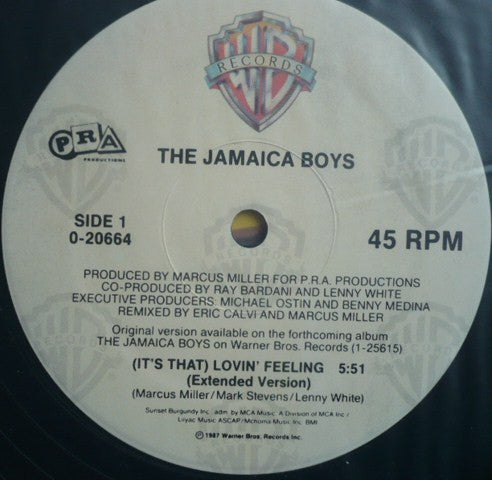 WB
RECORDS
PRA
PRODUCTIONS
THE JAMAICA BOYS
SIDE 1
0-20664
45 RPM
PRODUCED BY MARCUS MILLER FOR P.R.A. PRODUCTIONS
CO-PRODUCED BY RAY BARDANI AND LENNY WHITE
EXECUTIVE PRODUCERS: MICHAEL OSTIN AND BENNY MEDINA
REMIXED BY ERIC CALVI AND MARCUS MILLER
Original version available on the forthcoming album
THE JAMAICA BOYS on Warner Bros. Records (1-25615)
(IT'S THAT) LOVIN' FEELING 5:51
(Extended Version)
(Marcus Miller/Mark Stevens/Lenny White)
Sunset Burgundy Inc. adm. by MCA Music. A Division of MCA Inc./
Music ASCAP/Mchoma Music Inc. BMI
℗©1987 Warner Bros. Records Inc.